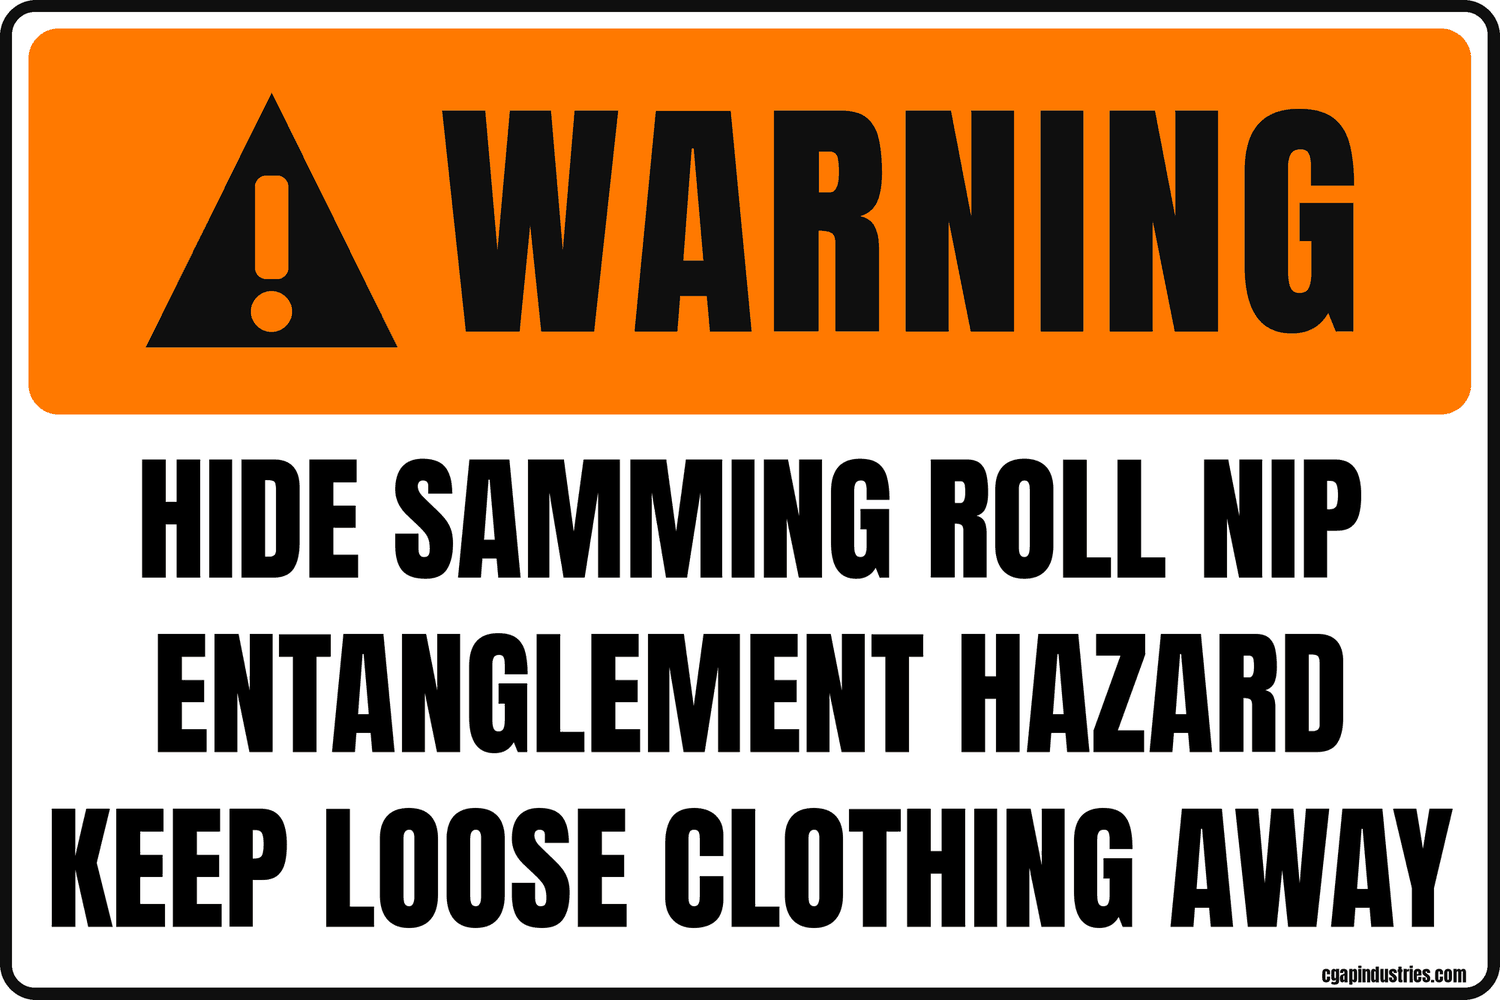 WARNING
HIDE SAMMING ROLL NIP
ENTANGLEMENT HAZARD
KEEP LOOSE CLOTHING AWAY
cgapindustries.com